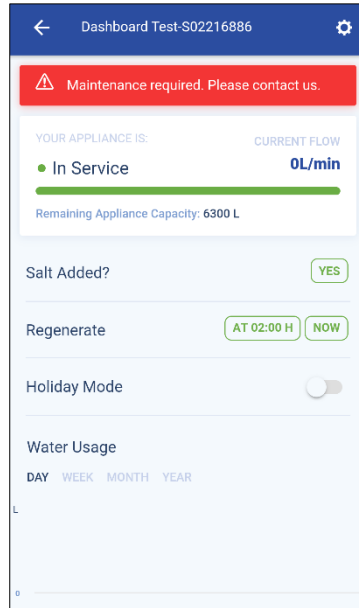 Dashboard Test-S02216886
Maintenance required. Please contact us.
YOUR APPLIANCE IS:
CURRENT FLOW
In Service
0L/min
Remaining Appliance Capacity: 6300 L
Salt Added?
YES
Regenerate
AT 02:00 H
NOW
Holiday Mode
Water Usage
DAY WEEK MONTH YEAR
L
0